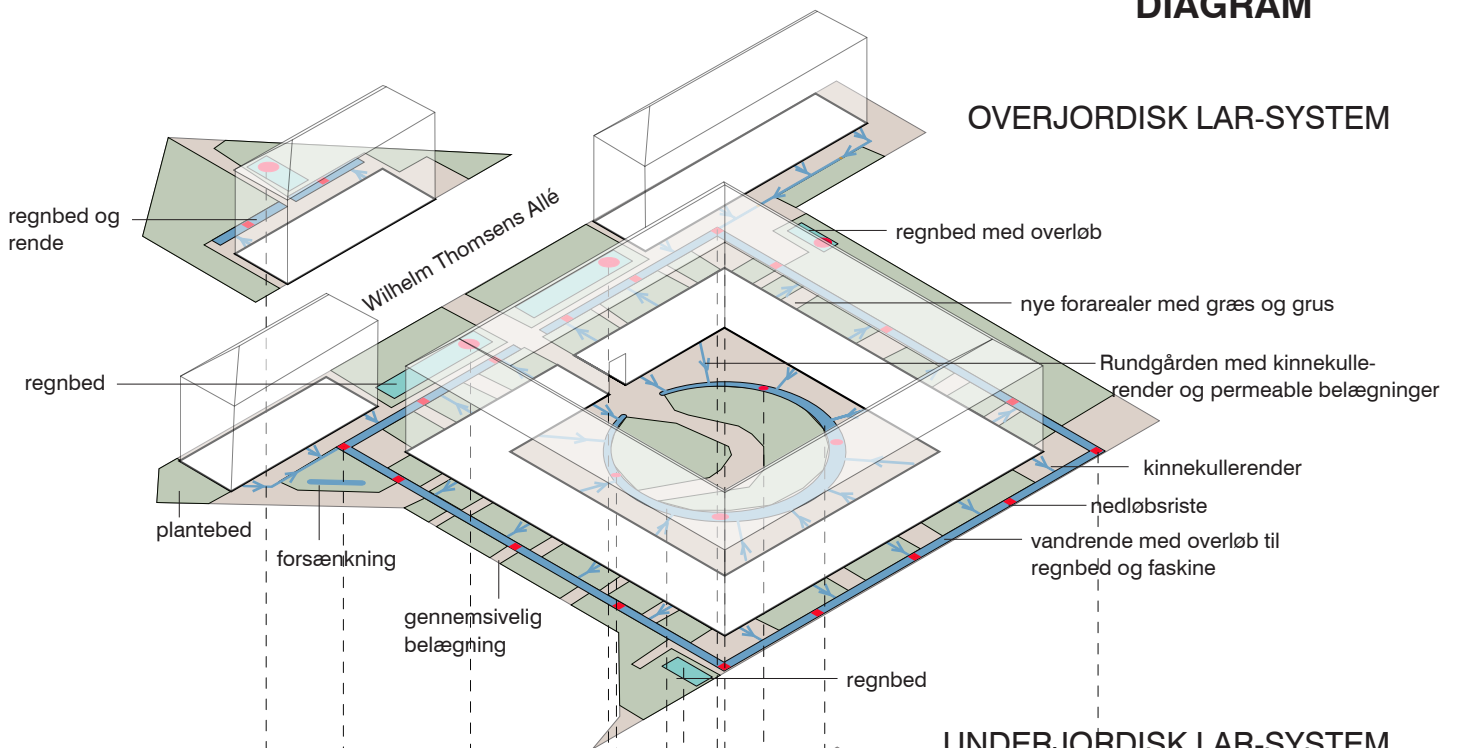 DIAGRAM
OVERJORDISK LAR-SYSTEM
regnbed og
rende
Wilhelm Thomsens Allé
regnbed med overløb
nye forarealer med græs og grus
Rundgården med kinnekulle-
render og permeable belægninger
regnbed
kinnekullerender
nedløbsriste
plantebed
vandrende med overløb til
regnbed og faskine
forsænkning
gennemsivelig
belægning
regnbed
UNDERJORDISK LAR-SYSTEM